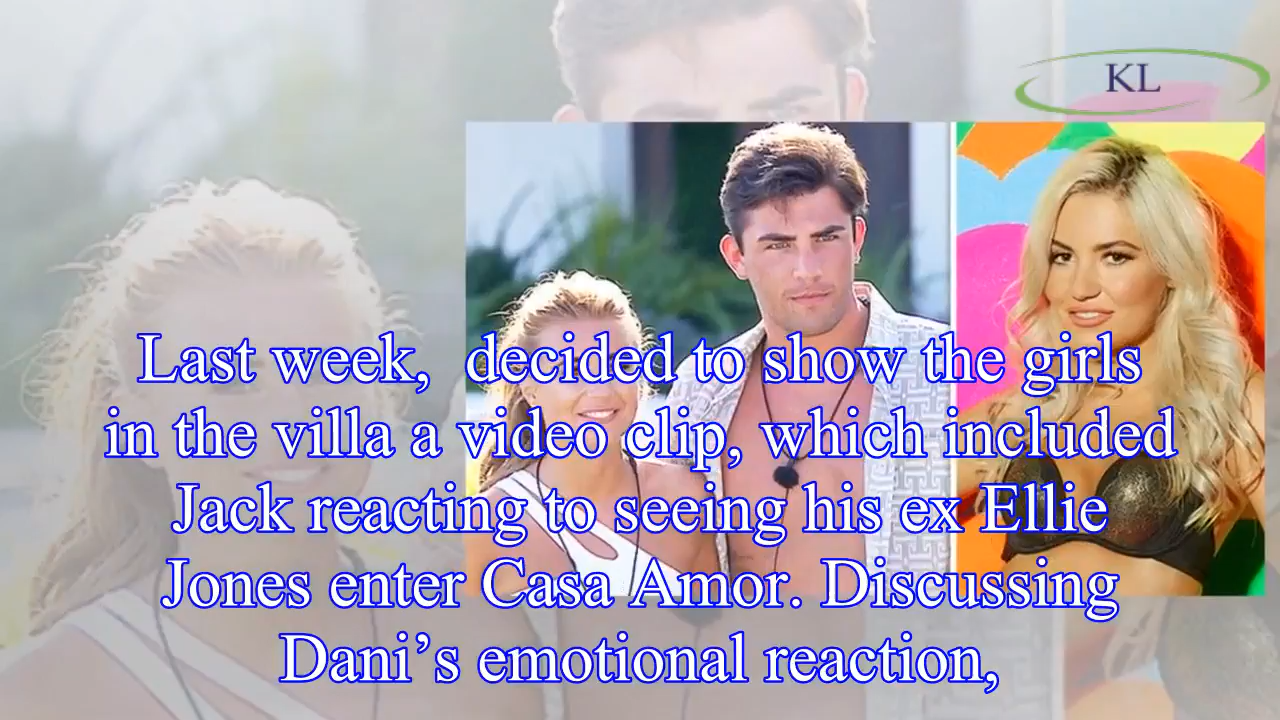 KL
Last week,  decided to show the girls
in the villa a video clip, which included
Jack reacting to seeing his ex Ellie
Jones enter Casa Amor. Discussing
Dani’s emotional reaction,